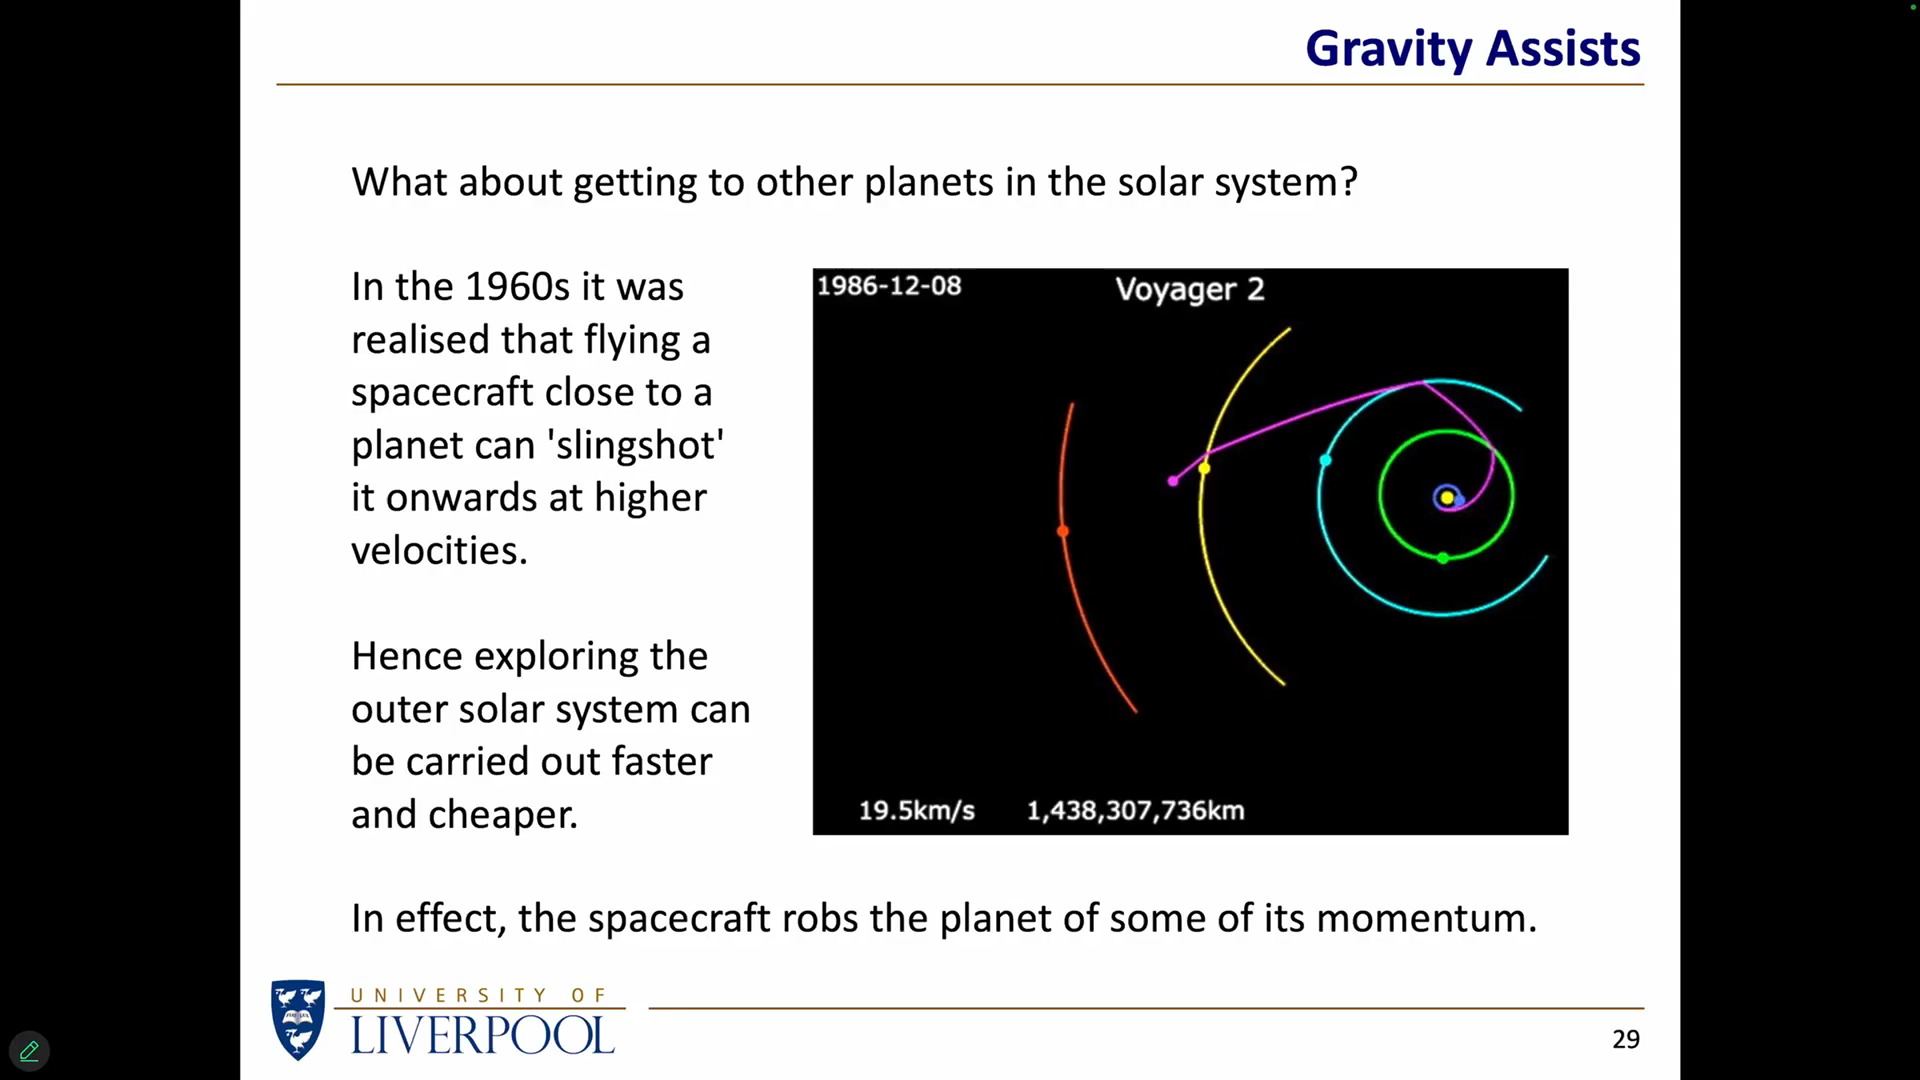 Gravity Assists
What about getting to other planets in the solar system?
In the 1960s it was
realised that flying a
spacecraft close to a
planet can 'slingshot'
it onwards at higher
velocities.
Hence exploring the
outer solar system can
be carried out faster
and cheaper.
1986-12-08
Voyager 2
19.5km/s
1,438,307,736km
In effect, the spacecraft robs the planet of some of its momentum.
UNIVERSITY OF
LIVERPOOL
29